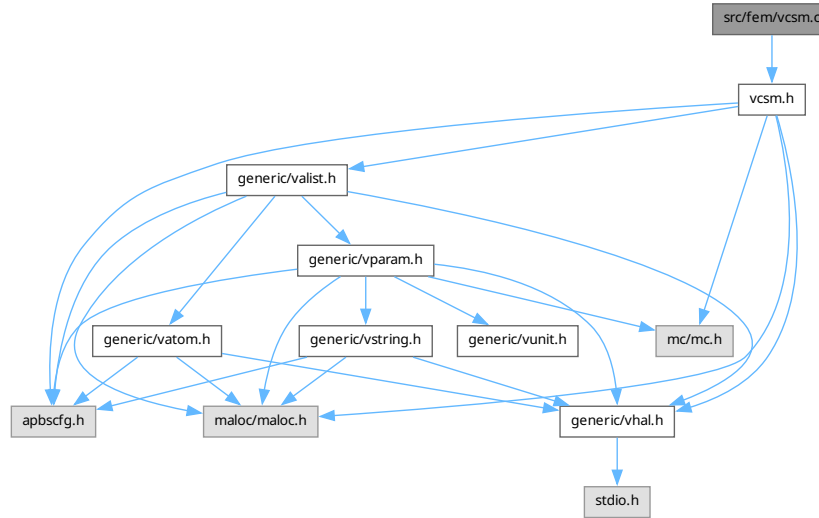 src/fem/vcsm.c
vcsm.h
generic/valist.h
generic/vparam.h
generic/vatom.h
generic/vstring.h
generic/vunit.h
mc/mc.h
apbscfg.h
maloc/maloc.h
generic/vhal.h
stdio.h